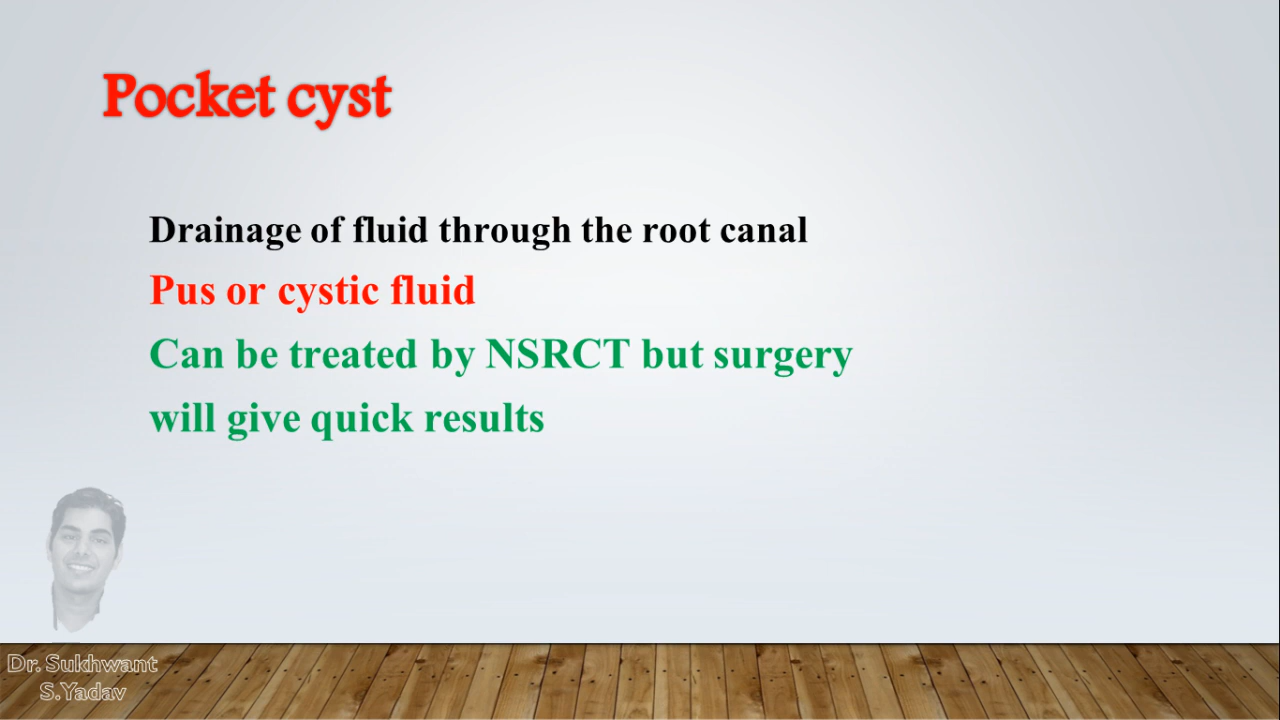 Pocket cyst
Drainage of fluid through the root canal
Pus or cystic fluid
Can be treated by NSRCT but surgery
will give quick results
Dr. Sukhwant
S.Yadav